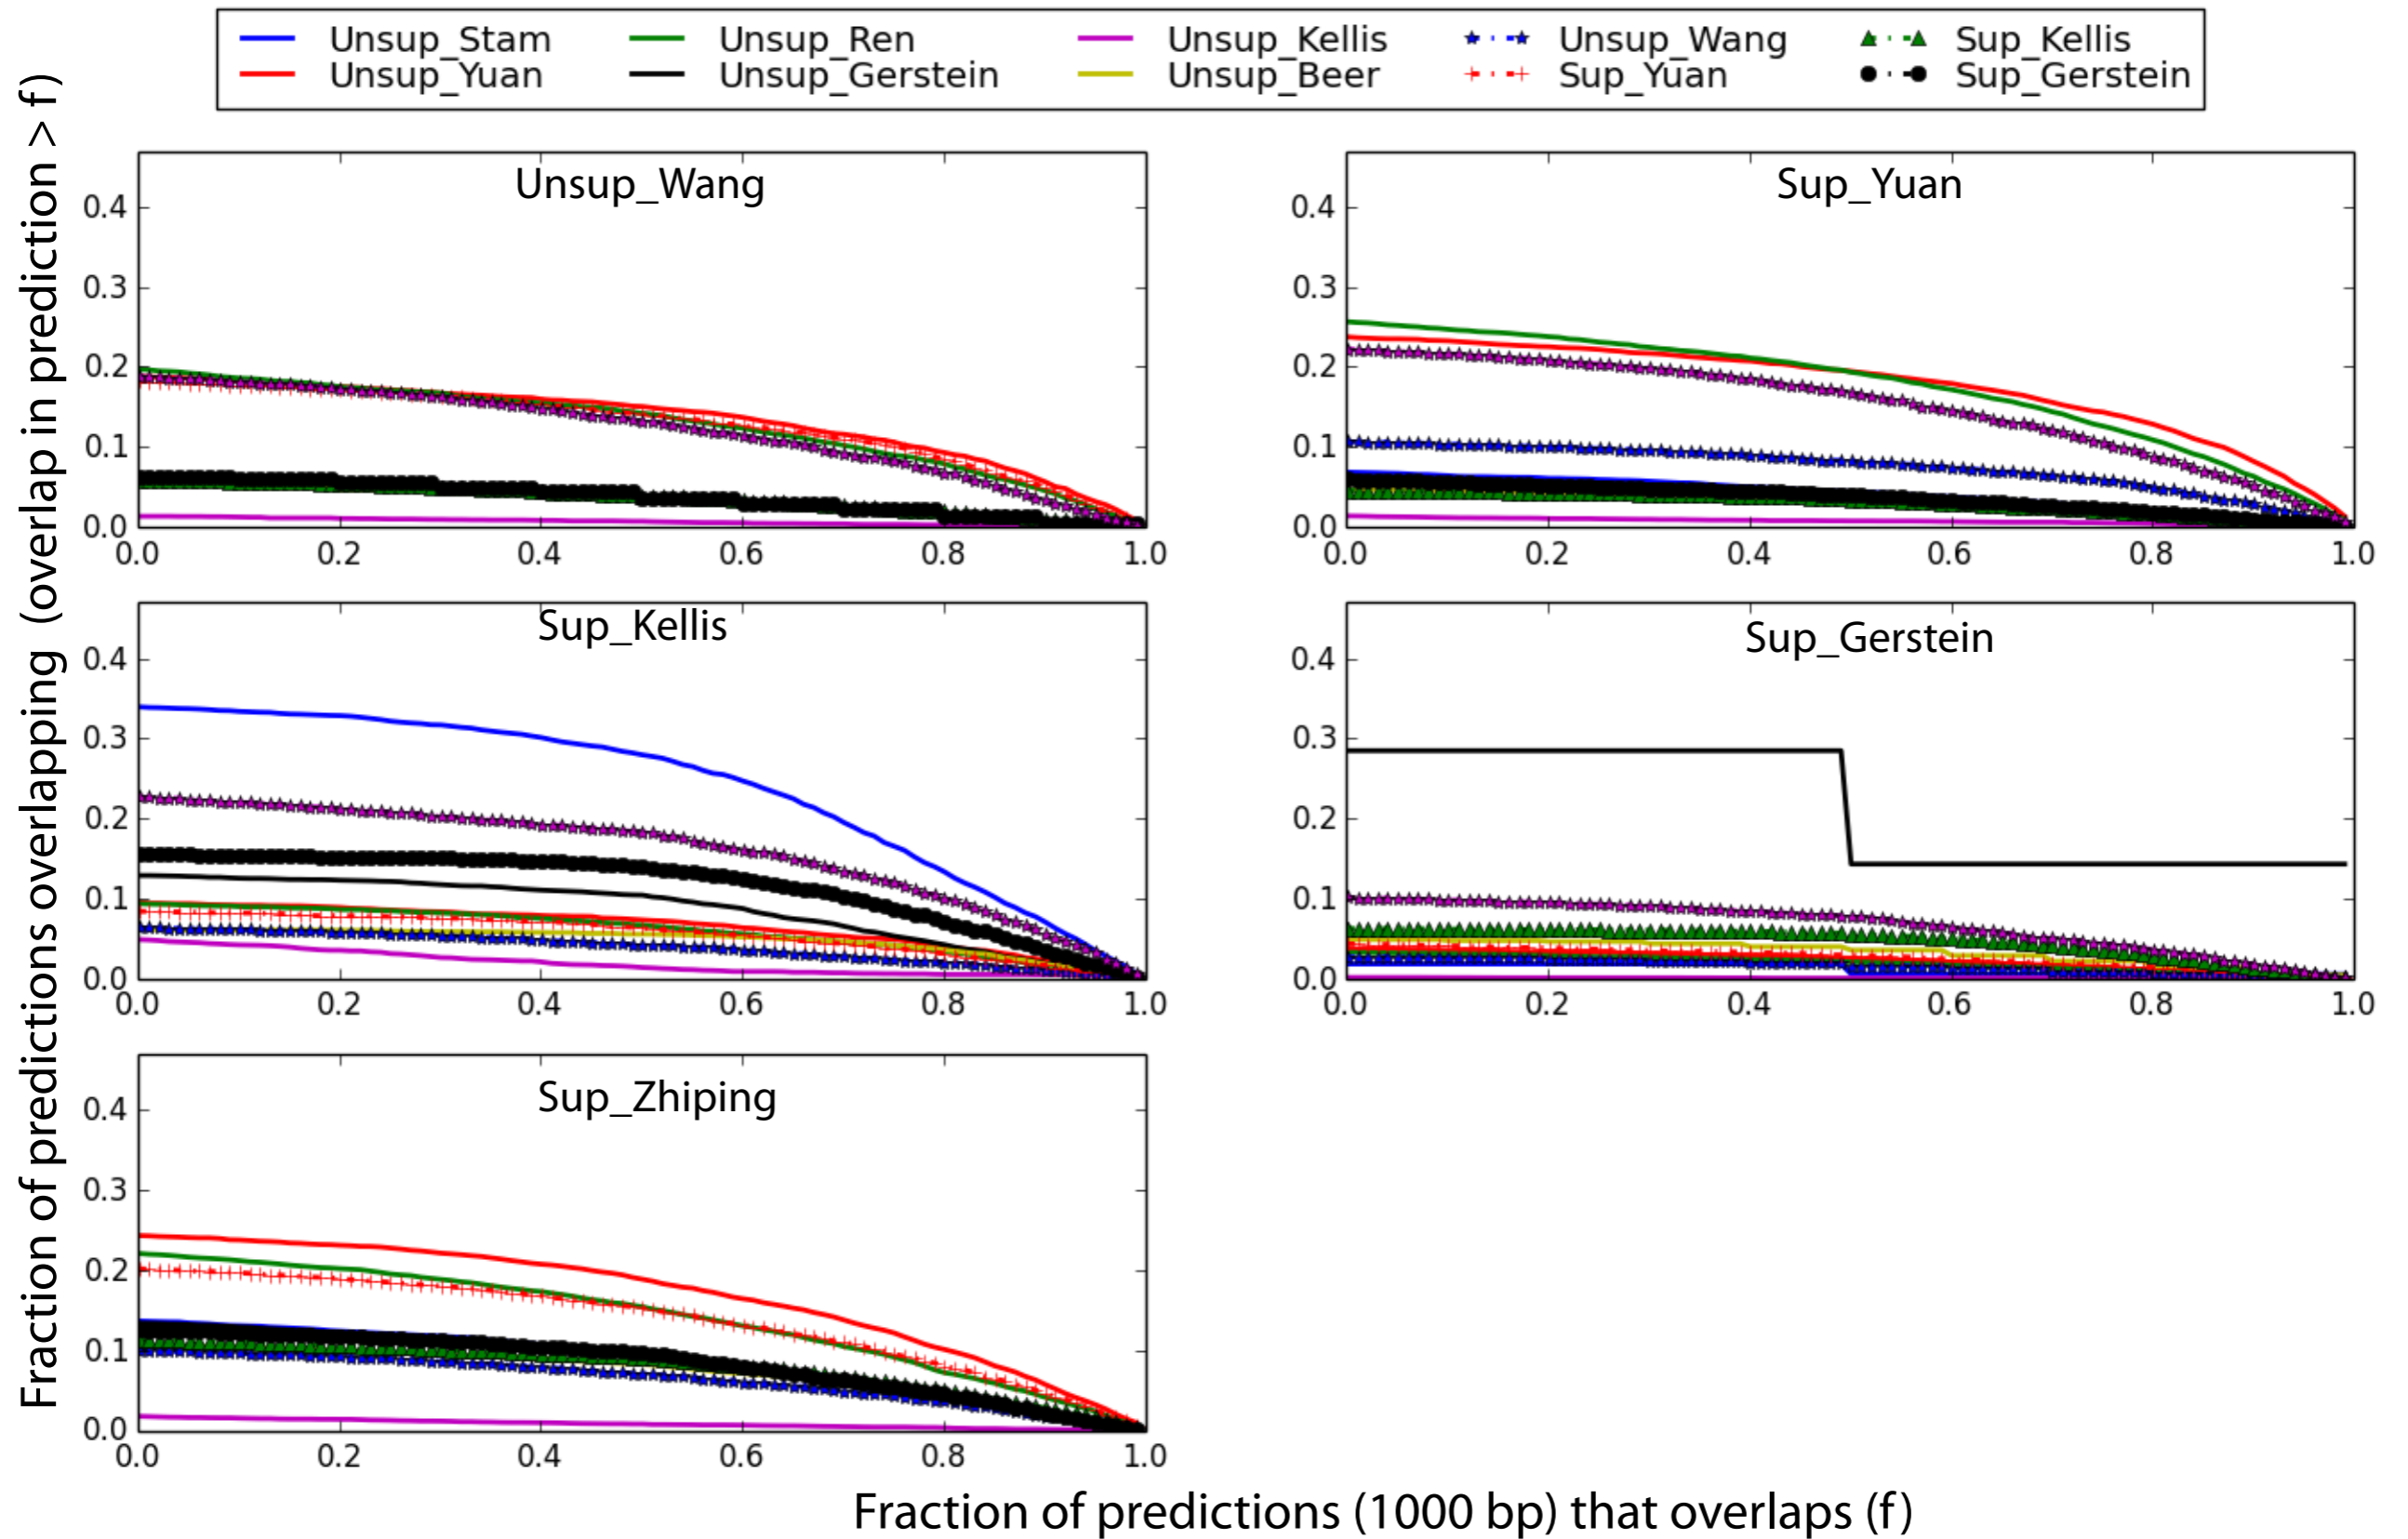 Unsup_Stam Unsup_Ren Unsup_Kellis Unsup_Wang Sup_Kellis
Unsup_Yuan Unsup_Gerstein Unsup_Beer Sup_Yuan Sup_Gerstein
Fraction of predictions overlapping (overlap in prediction > f)
Unsup_Wang
0.4
0.3
0.2
0.1
0.0
0.0 0.2 0.4 0.6 0.8 1.0
Sup_Yuan
0.4
0.3
0.2
0.1
0.0
0.0 0.2 0.4 0.6 0.8 1.0
Sup_Kellis
0.4
0.3
0.2
0.1
0.0
0.0 0.2 0.4 0.6 0.8 1.0
Sup_Gerstein
0.4
0.3
0.2
0.1
0.0
0.0 0.2 0.4 0.6 0.8 1.0
Sup_Zhiping
0.4
0.3
0.2
0.1
0.0
0.0 0.2 0.4 0.6 0.8 1.0
Fraction of predictions (1000 bp) that overlaps (f)